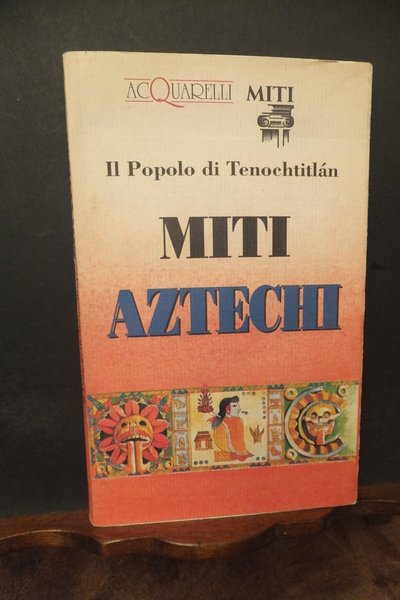 ACQUARELLI MITI
Il Popolo di Tenochtitlán
MITI
AZTECHI